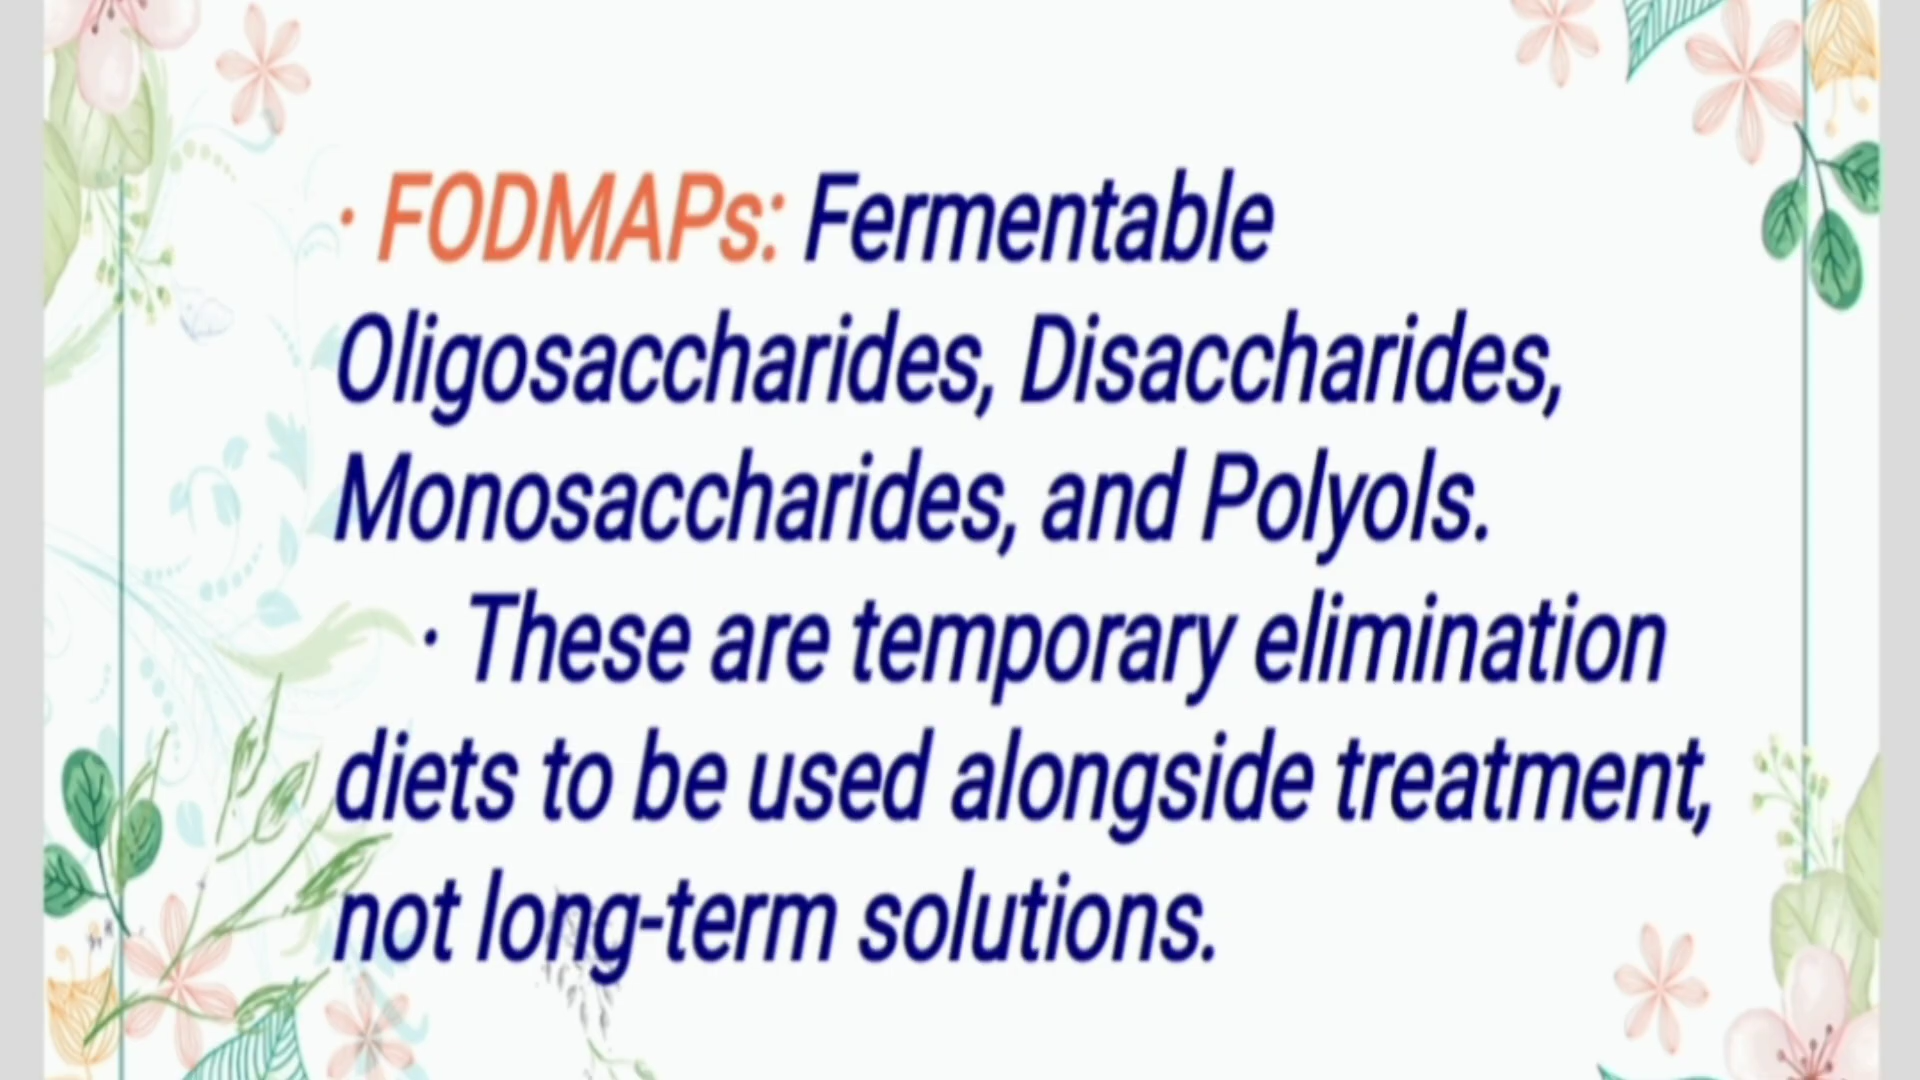 · FODMAPs: Fermentable
Oligosaccharides, Disaccharides,
Monosaccharides, and Polyols.
· These are temporary elimination
diets to be used alongside treatment,
not long-term solutions.